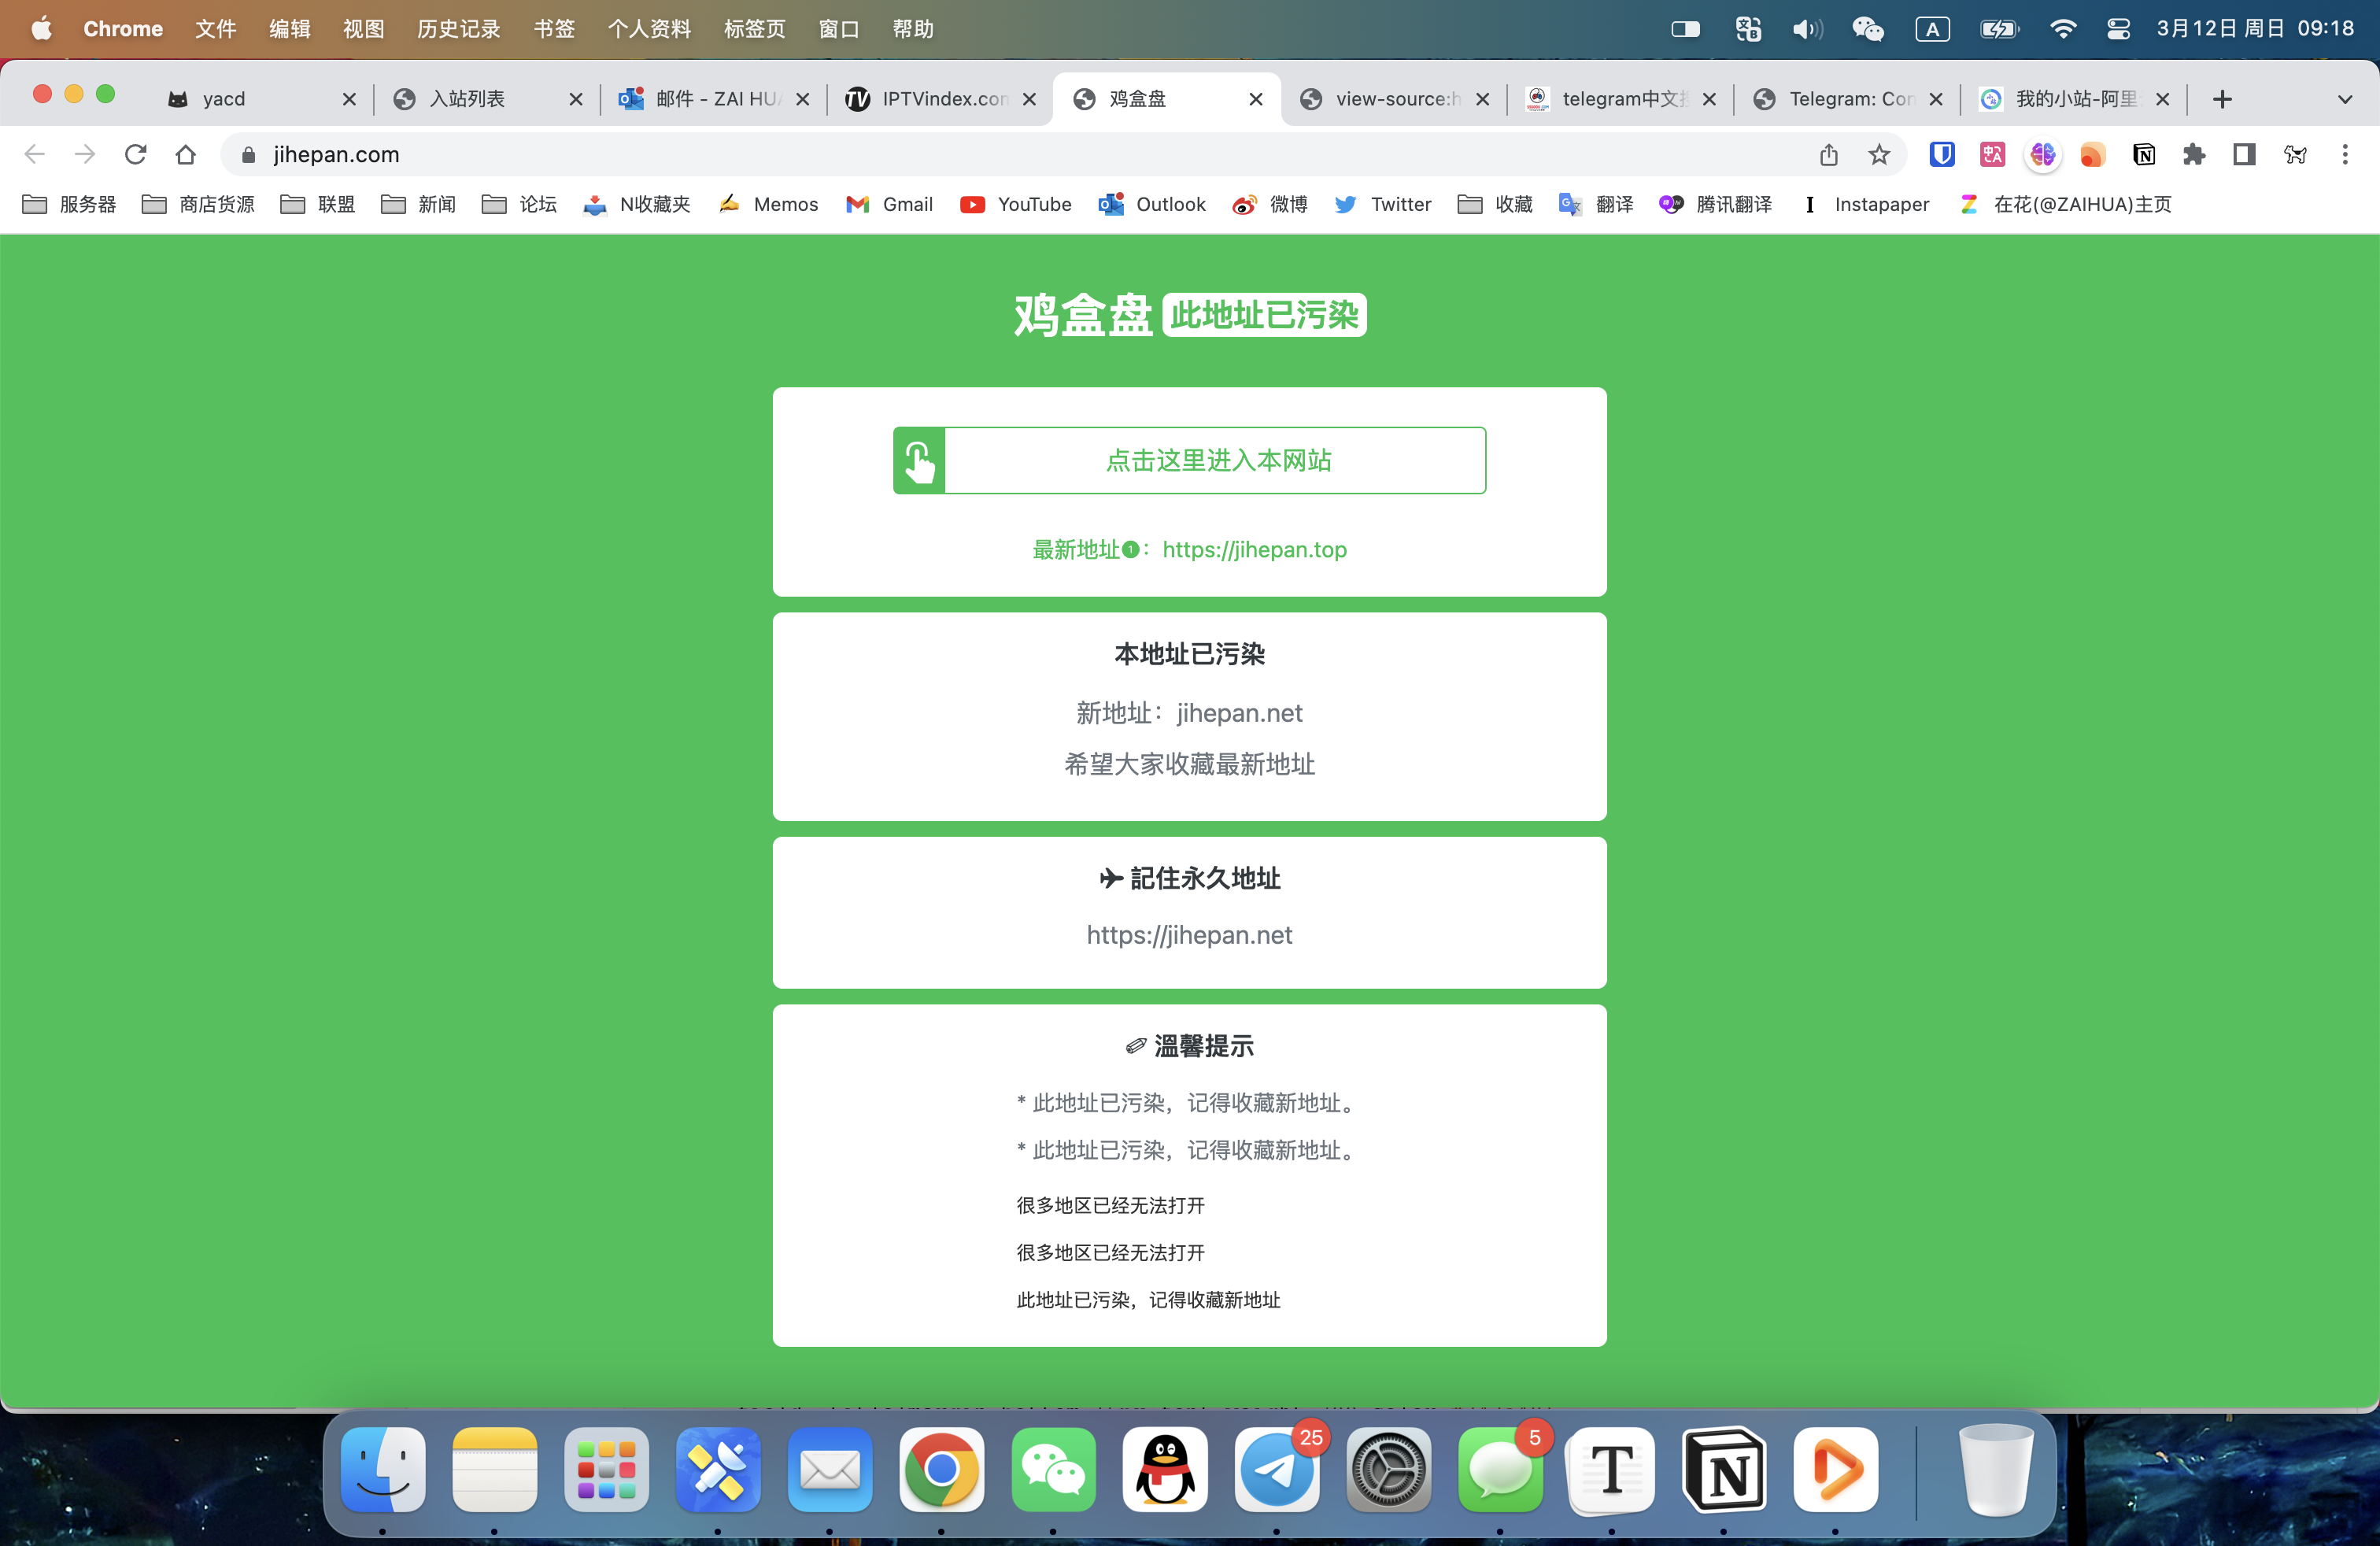 Chrome 文件 编辑 视图 历史记录 书签 个人资料 标签页 窗口 帮助 A 3月12日 周日 09:18
yacd 入站列表 邮件 - ZAI HU IPTVindex.con 鸡盒盘 view-source:h telegram中文 Telegram: Con 我的小站-阿里
jihepan.com
服务器 商店货源 联盟 新闻 论坛 N收藏夹 Memos Gmail YouTube Outlook 微博 Twitter 收藏 翻译 腾讯翻译 Instapaper 在花(@ZAIHUA)主页
鸡盒盘 此地址已污染
点击这里进入本网站
最新地址❶：https://jihepan.top
本地址已污染
新地址：jihepan.net
希望大家收藏最新地址
✈ 記住永久地址
https://jihepan.net
✐ 溫馨提示
* 此地址已污染，记得收藏新地址。
* 此地址已污染，记得收藏新地址。
很多地区已经无法打开
很多地区已经无法打开
此地址已污染，记得收藏新地址
25 5